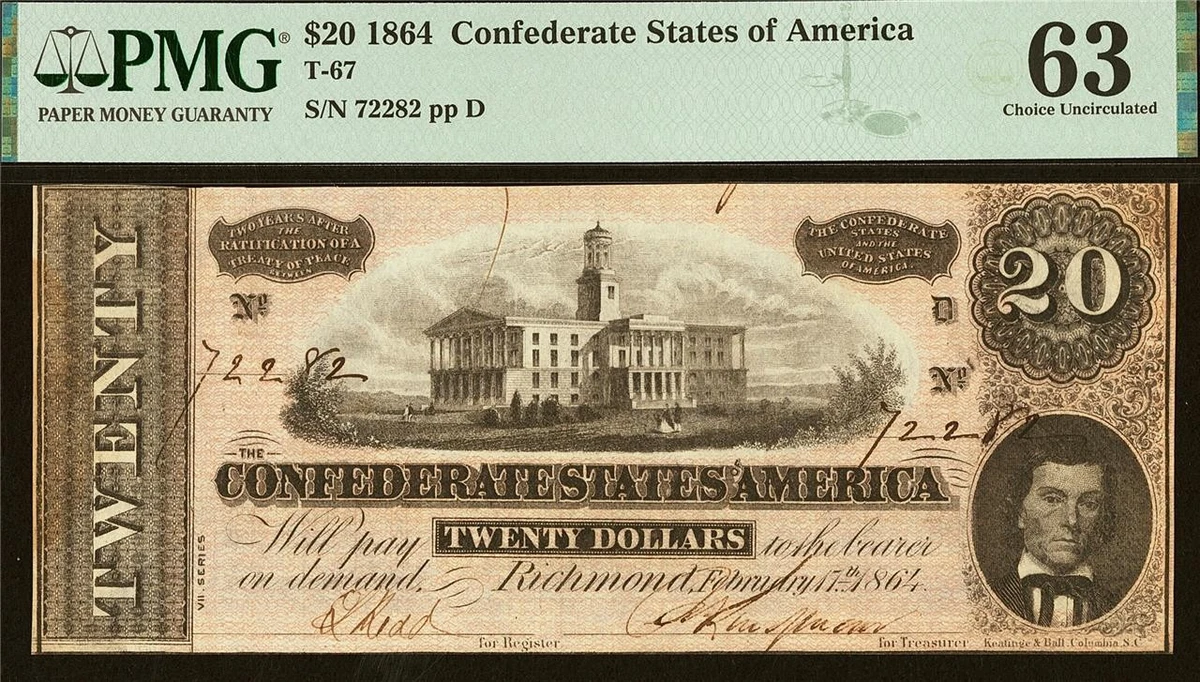 PMG®
PAPER MONEY GUARANTY
$20 1864 Confederate States of America
T-67
S/N 72282 pp D
63
Choice Uncirculated
TWENTY
TWO YEARS AFTER
THE
RATIFICATION OF A
TREATY OF PEACE
BETWEEN
THE CONFEDERATE
STATES
AND THE
UNITED STATES
OF AMERICA.
20
No
D
72282
No
72282
THE
CONFEDERATE STATES OF AMERICA
Will pay TWENTY DOLLARS to the bearer
on demand, Richmond, February 17th 1864.
VII. SERIES
for Register
for Treasurer
Keatinge & Ball, Columbia, S.C.